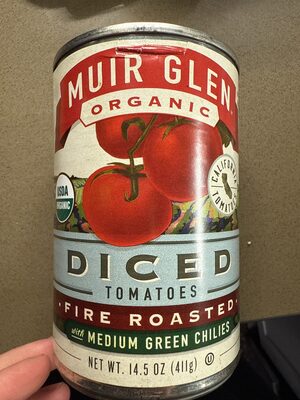 MUIR GLEN
ORGANIC
USDA
ORGANIC
CALIFORNIA
TOMATOES
DICED
TOMATOES
• FIRE ROASTED •
with MEDIUM GREEN CHILIES
NET WT. 14.5 OZ (411g) U